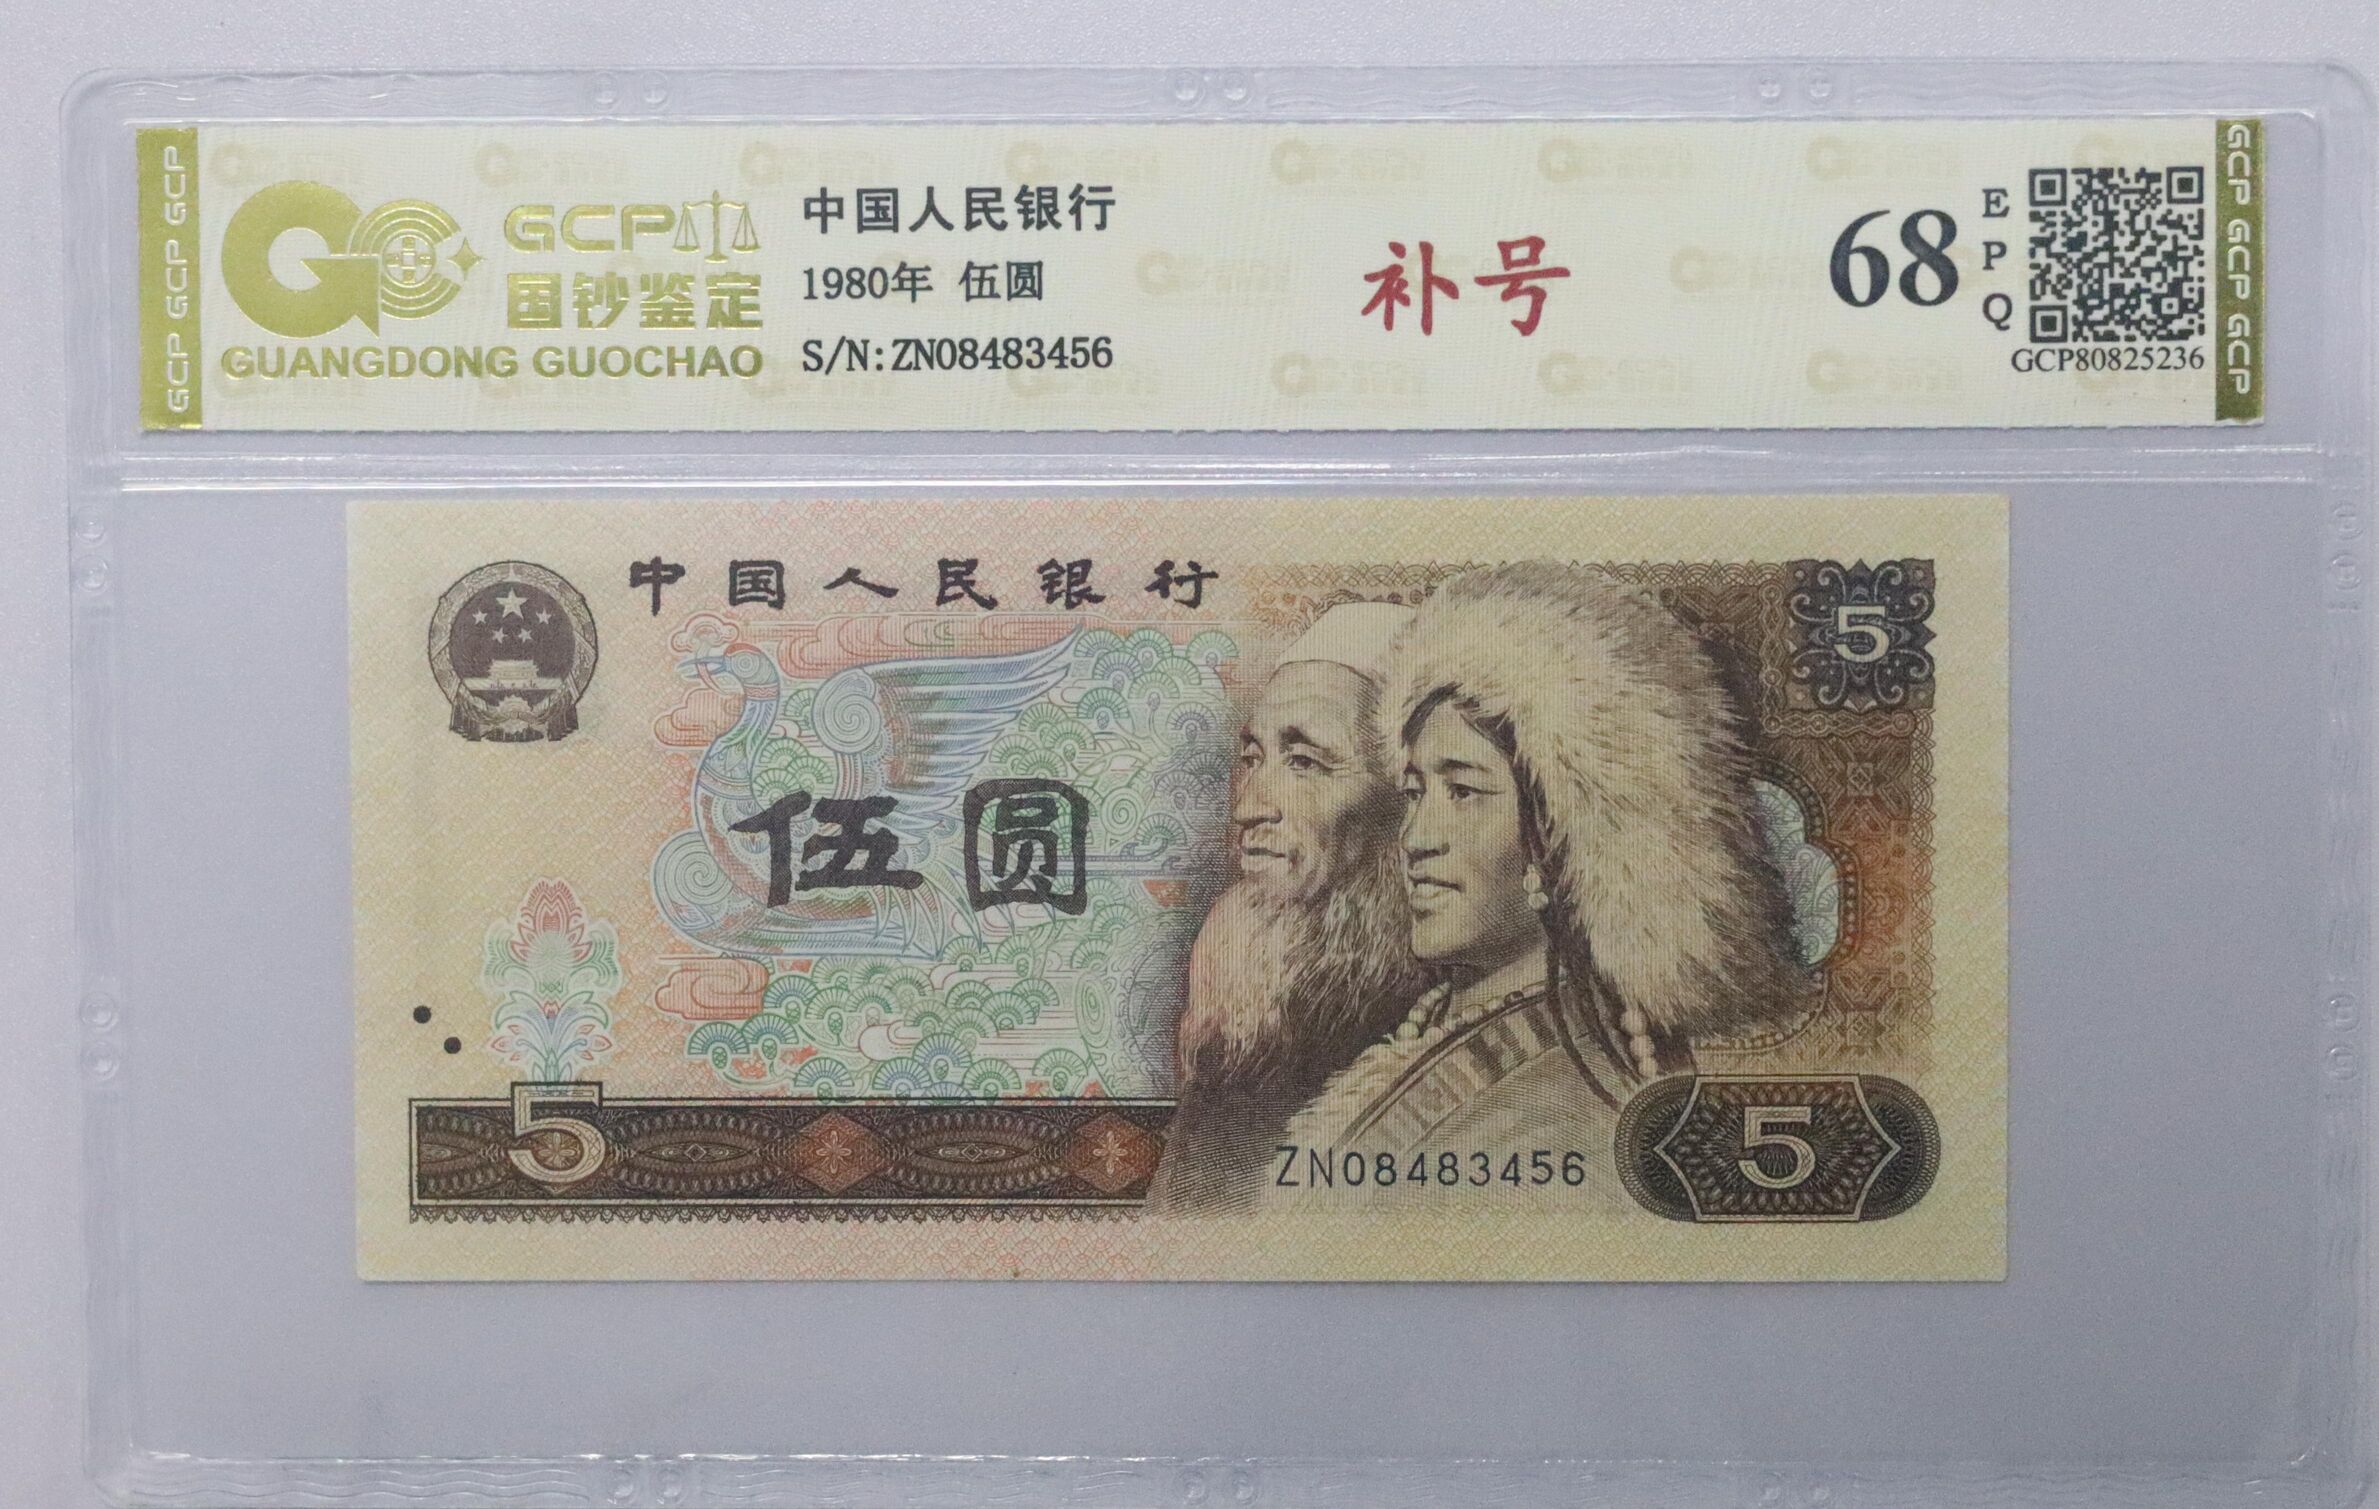 GCP GCP GCP
GCP
国钞鉴定
GUANGDONG GUOCHAO
中国人民银行
1980年 伍圆
S/N:ZN08483456
补号
68
E
P
Q
GCP80825236
GCP GCP GCP GCP
中国人民银行
5
伍圆
5
ZN08483456
5